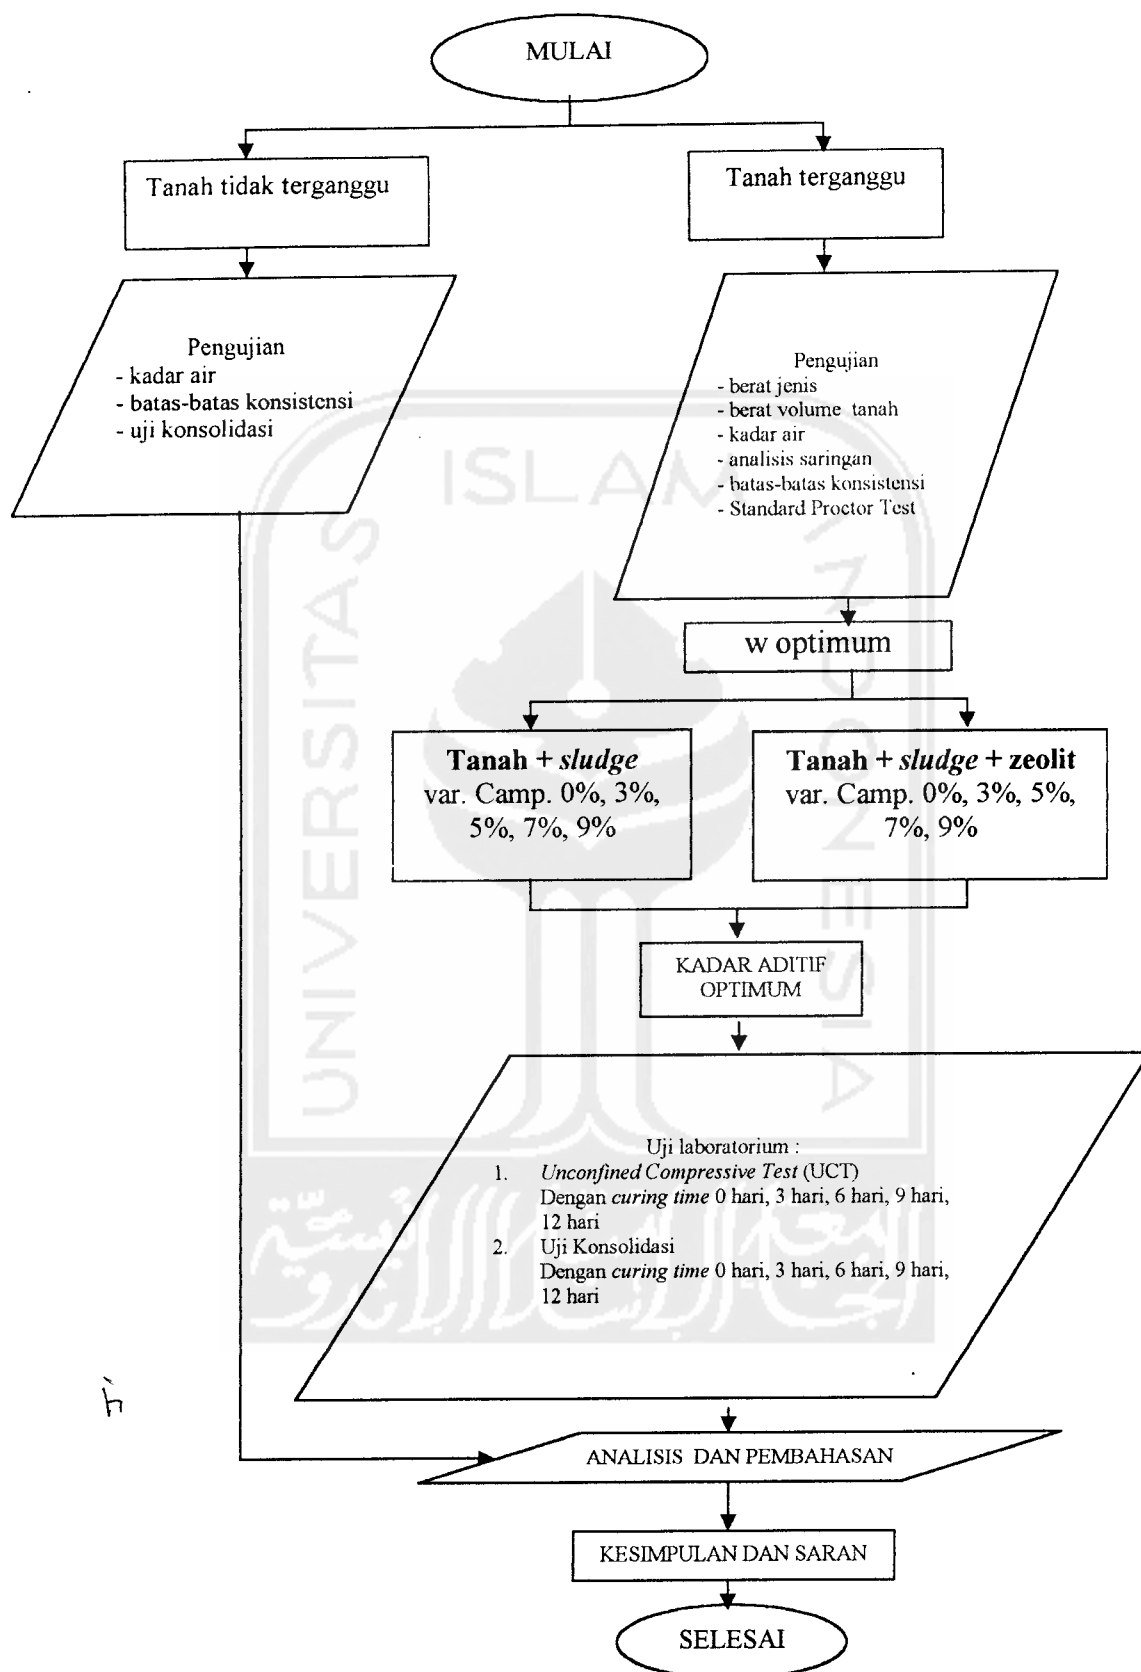 MULAI
Tanah tidak terganggu
Tanah terganggu
Pengujian
- kadar air
- batas-batas konsistensi
- uji konsolidasi
Pengujian
- berat jenis
- berat volume tanah
- kadar air
- analisis saringan
- batas-batas konsistensi
- Standard Proctor Test
w optimum
Tanah + sludge
var. Camp. 0%, 3%,
5%, 7%, 9%
Tanah + sludge + zeolit
var. Camp. 0%, 3%, 5%,
7%, 9%
KADAR ADITIF
OPTIMUM
Uji laboratorium :
1. Unconfined Compressive Test (UCT)
Dengan curing time 0 hari, 3 hari, 6 hari, 9 hari,
12 hari
2. Uji Konsolidasi
Dengan curing time 0 hari, 3 hari, 6 hari, 9 hari,
12 hari
ANALISIS DAN PEMBAHASAN
KESIMPULAN DAN SARAN
SELESAI
UNIVERSITAS
ISLAM
INDONESIA